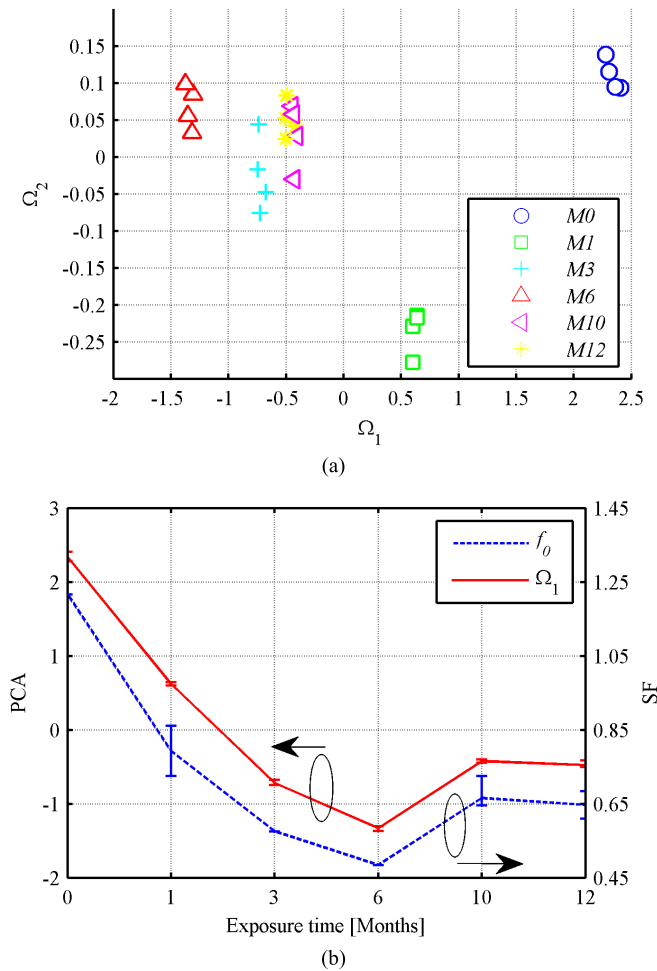 0.15
0.1
0.05
0
-0.05
-0.1
-0.15
-0.2
-0.25
Ω2
-2 -1.5 -1 -0.5 0 0.5 1 1.5 2 2.5
Ω1
M0
M1
M3
M6
M10
M12
(a)
3
2
1
0
-1
-2
PCA
1.45
1.25
1.05
0.85
0.65
0.45
SF
f0
Ω1
0 1 3 6 10 12
Exposure time [Months]
(b)